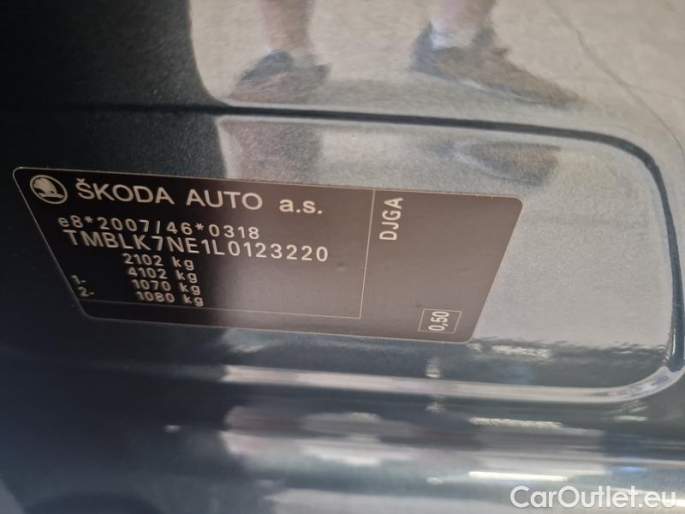 ŠKODA AUTO a.s.
e8*2007/46*0318
TMBLK7NE1L0123220
2102 kg
4102 kg
1- 1070 kg
2- 1080 kg
DJGA
0,50
CarOutlet.eu